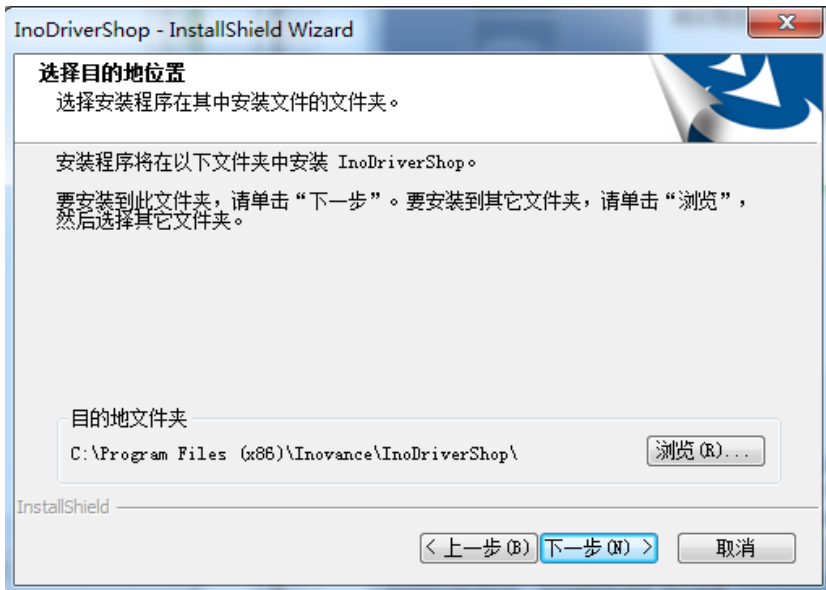 InoDriverShop - InstallShield Wizard
选择目的地位置
选择安装程序在其中安装文件的文件夹。
安装程序将在以下文件夹中安装 InoDriverShop。
要安装到此文件夹，请单击“下一步”。要安装到其它文件夹，请单击“浏览”，
然后选择其它文件夹。
目的地文件夹
C:\Program Files (x86)\Inovance\InoDriverShop\
浏览(R)...
InstallShield
< 上一步(B)
下一步(N) >
取消